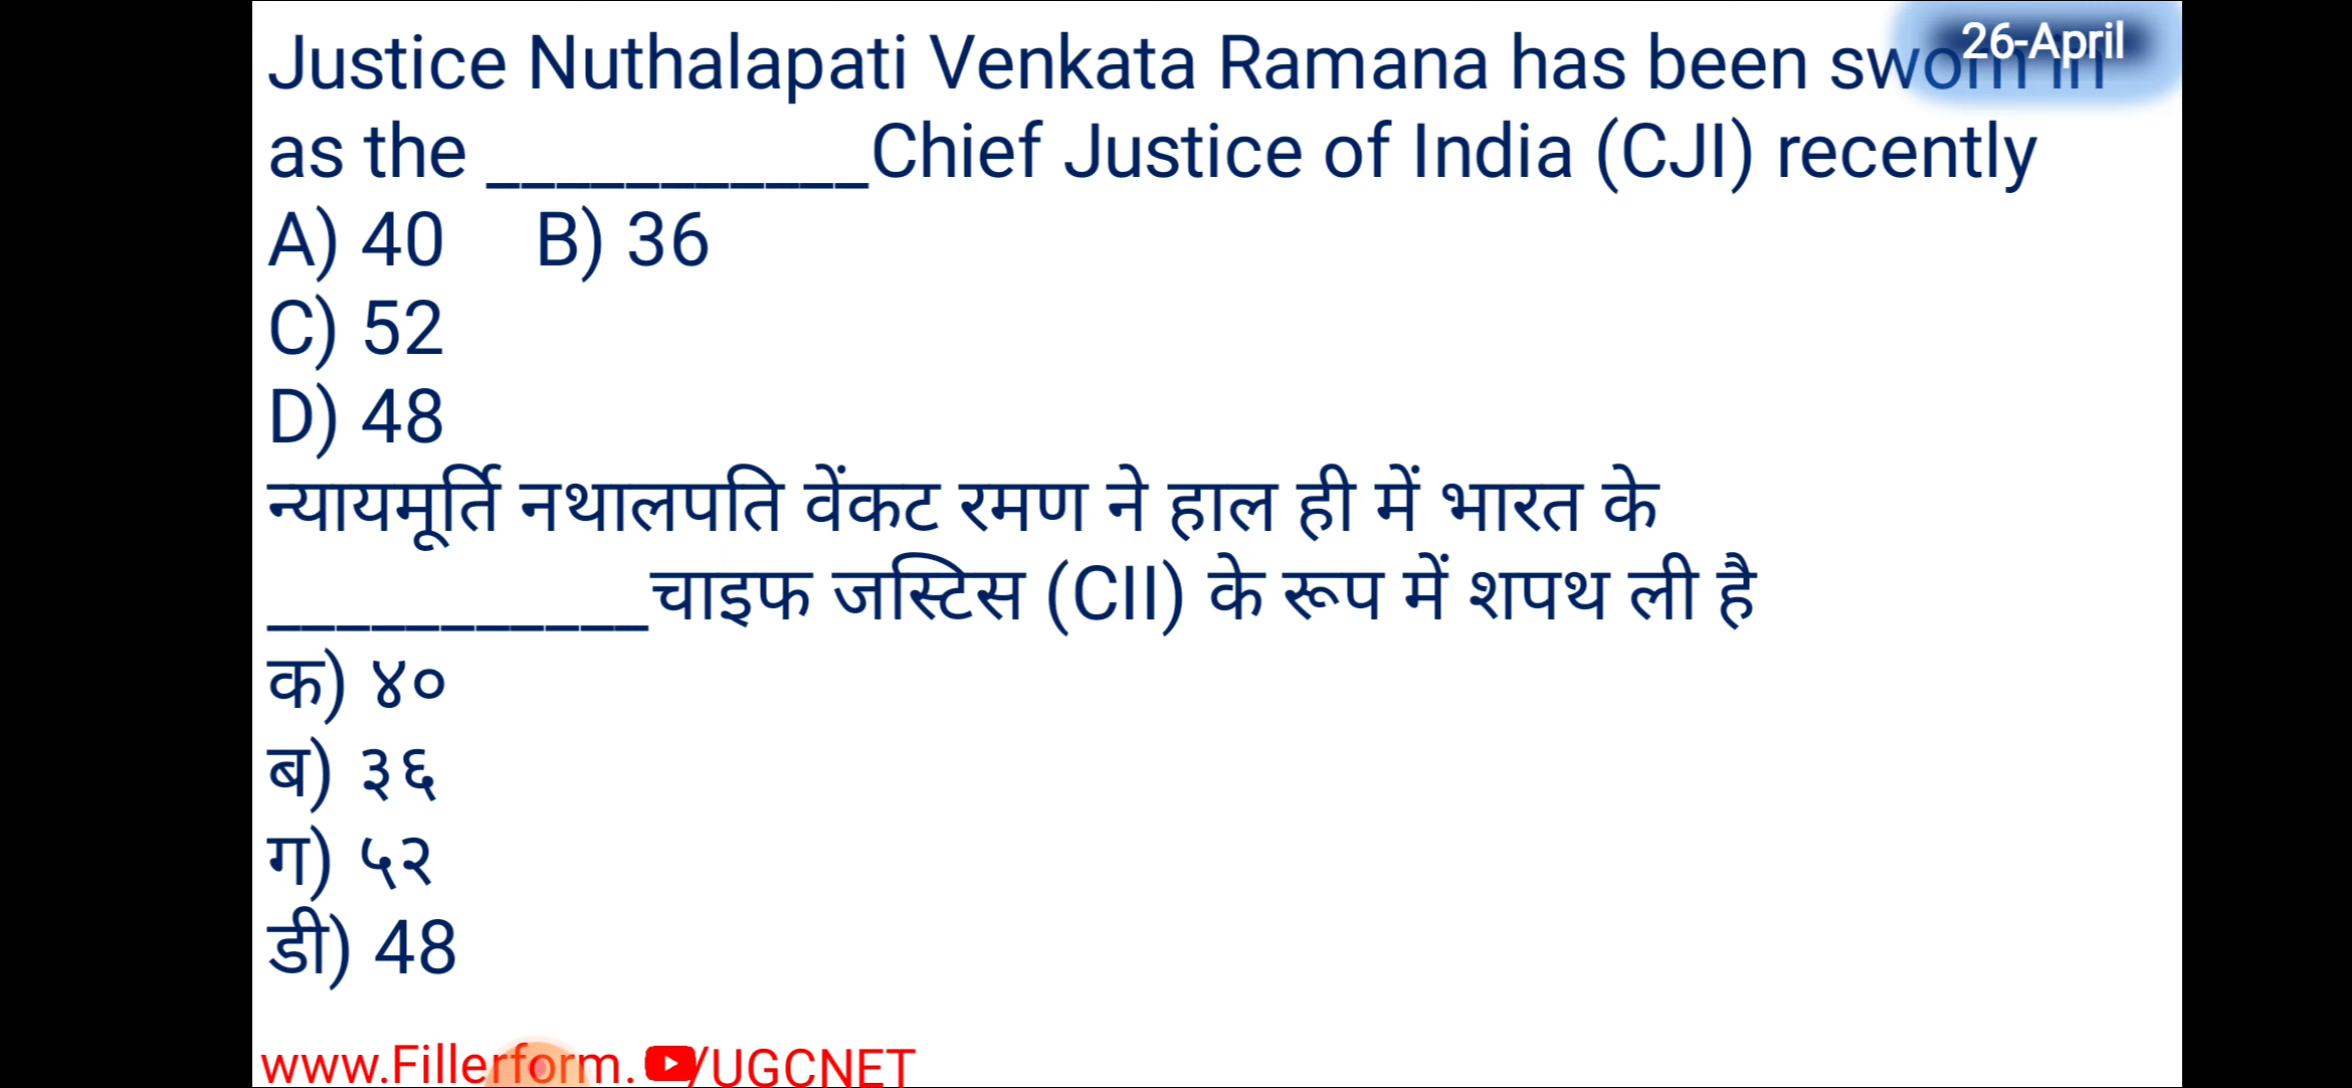 Justice Nuthalapati Venkata Ramana has been sworn in
26-April
as the ___________Chief Justice of India (CJI) recently
A) 40 B) 36
C) 52
D) 48
न्यायमूर्ति नथालपति वेंकट रमण ने हाल ही में भारत के
___________चाइफ जस्टिस (CII) के रूप में शपथ ली है
क) ४०
ब) ३६
ग) ५२
डी) 48
www.Fillerform. /UGCNET